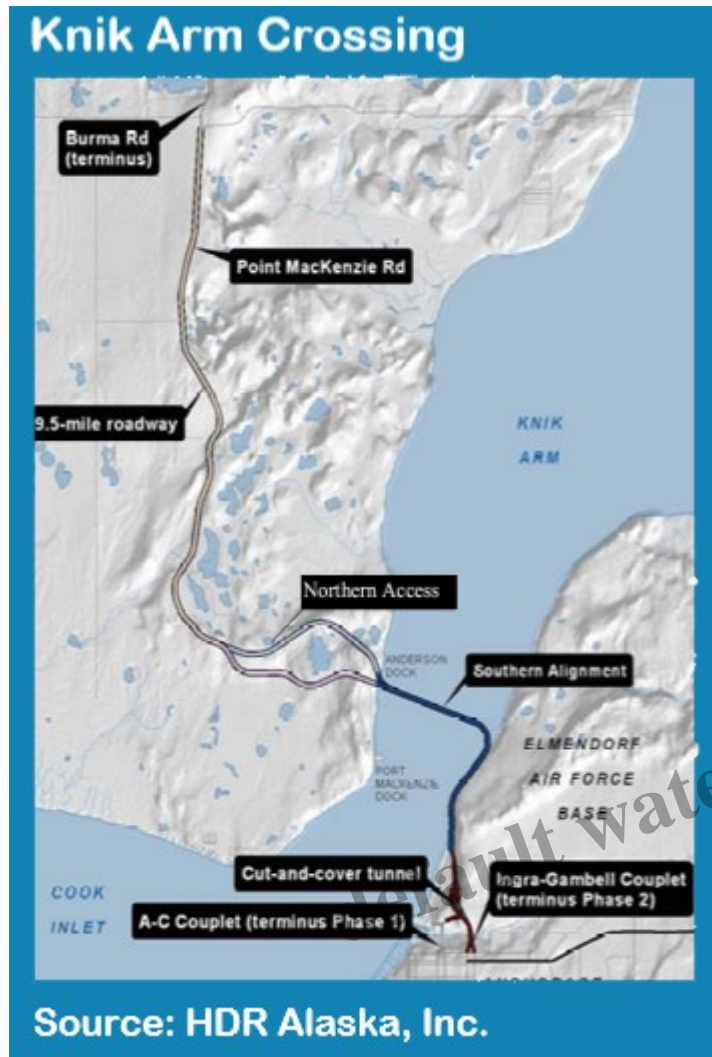 Knik Arm Crossing
Burma Rd
(terminus)
Point MacKenzie Rd
9.5-mile roadway
KNIK
ARM
Northern Access
ANDERSON
DOCK
Southern Alignment
ELMENDORF
AIR FORCE
BASE
PORT
MACKENZIE
DOCK
Cut-and-cover tunnel
Ingra-Gambell Couplet
(terminus Phase 2)
COOK
INLET
A-C Couplet (terminus Phase 1)
default wate
Source: HDR Alaska, Inc.